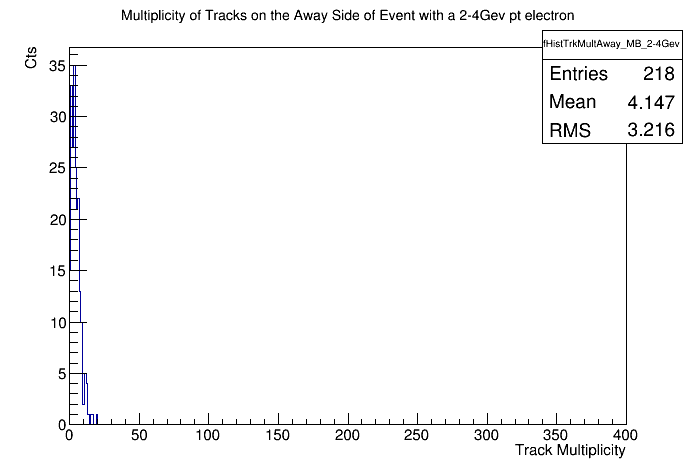 Multiplicity of Tracks on the Away Side of Event with a 2-4Gev pt electron
fHistTrkMultAway_MB_2-4Gev
Entries 218
Mean 4.147
RMS 3.216
Cts
35
30
25
20
15
10
5
0
0 50 100 150 200 250 300 350 400
Track Multiplicity